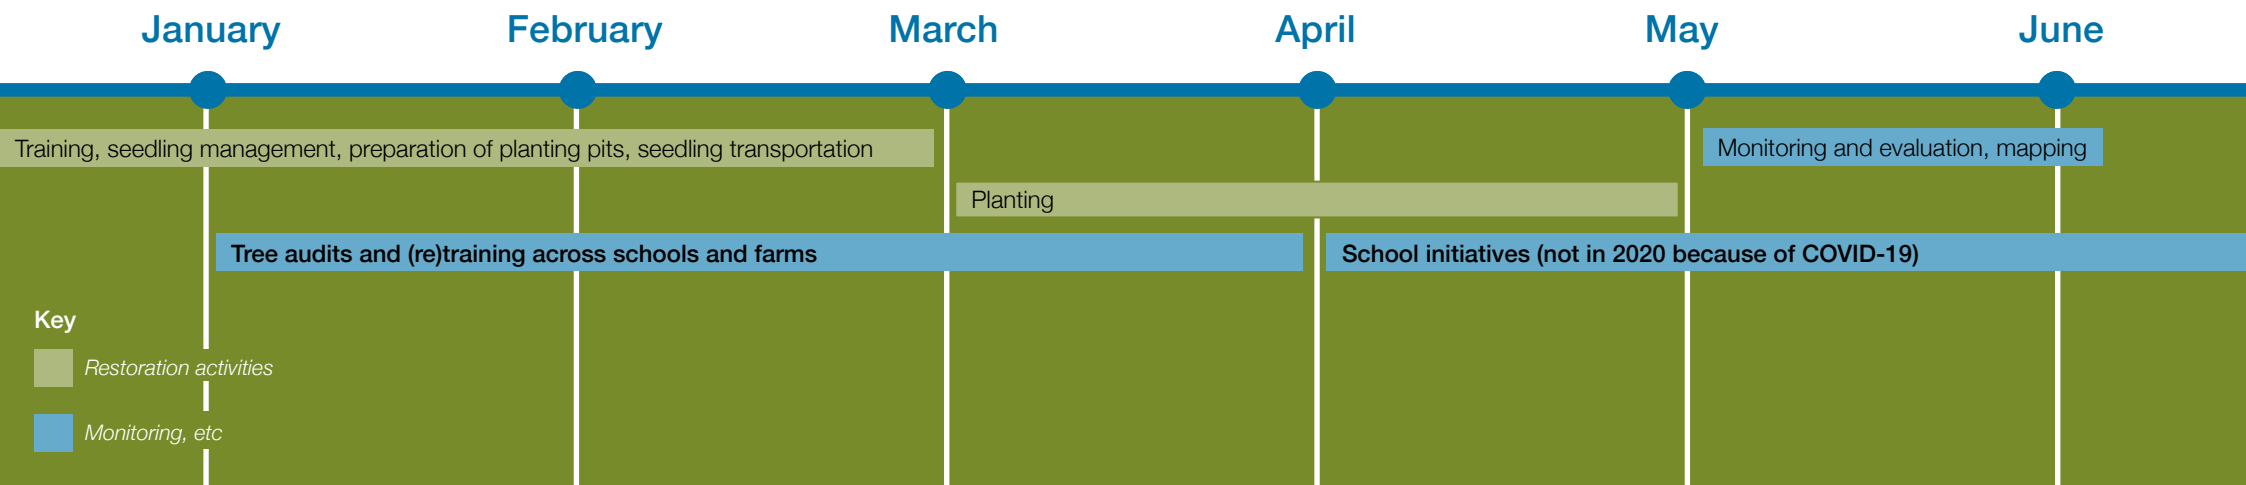 January February March April May June
Training, seedling management, preparation of planting pits, seedling transportation
Monitoring and evaluation, mapping
Planting
Tree audits and (re)training across schools and farms
School initiatives (not in 2020 because of COVID-19)
Key
Restoration activities
Monitoring, etc